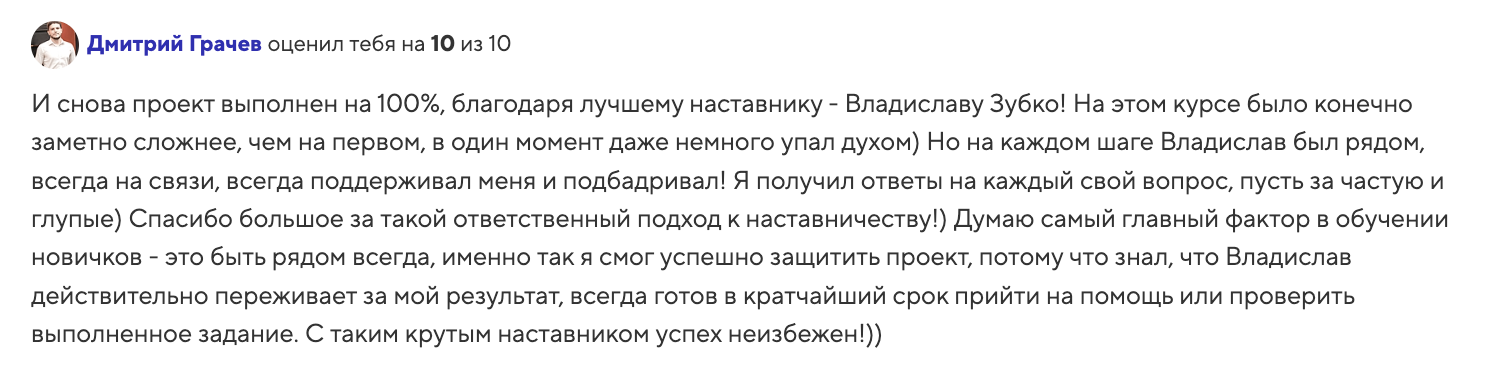 Дмитрий Грачев оценил тебя на 10 из 10
И снова проект выполнен на 100%, благодаря лучшему наставнику - Владиславу Зубко! На этом курсе было конечно
заметно сложнее, чем на первом, в один момент даже немного упал духом) Но на каждом шаге Владислав был рядом,
всегда на связи, всегда поддерживал меня и подбадривал! Я получил ответы на каждый свой вопрос, пусть за частую и
глупые) Спасибо большое за такой ответственный подход к наставничеству!) Думаю самый главный фактор в обучении
новичков - это быть рядом всегда, именно так я смог успешно защитить проект, потому что знал, что Владислав
действительно переживает за мой результат, всегда готов в кратчайший срок прийти на помощь или проверить
выполненное задание. С таким крутым наставником успех неизбежен!))